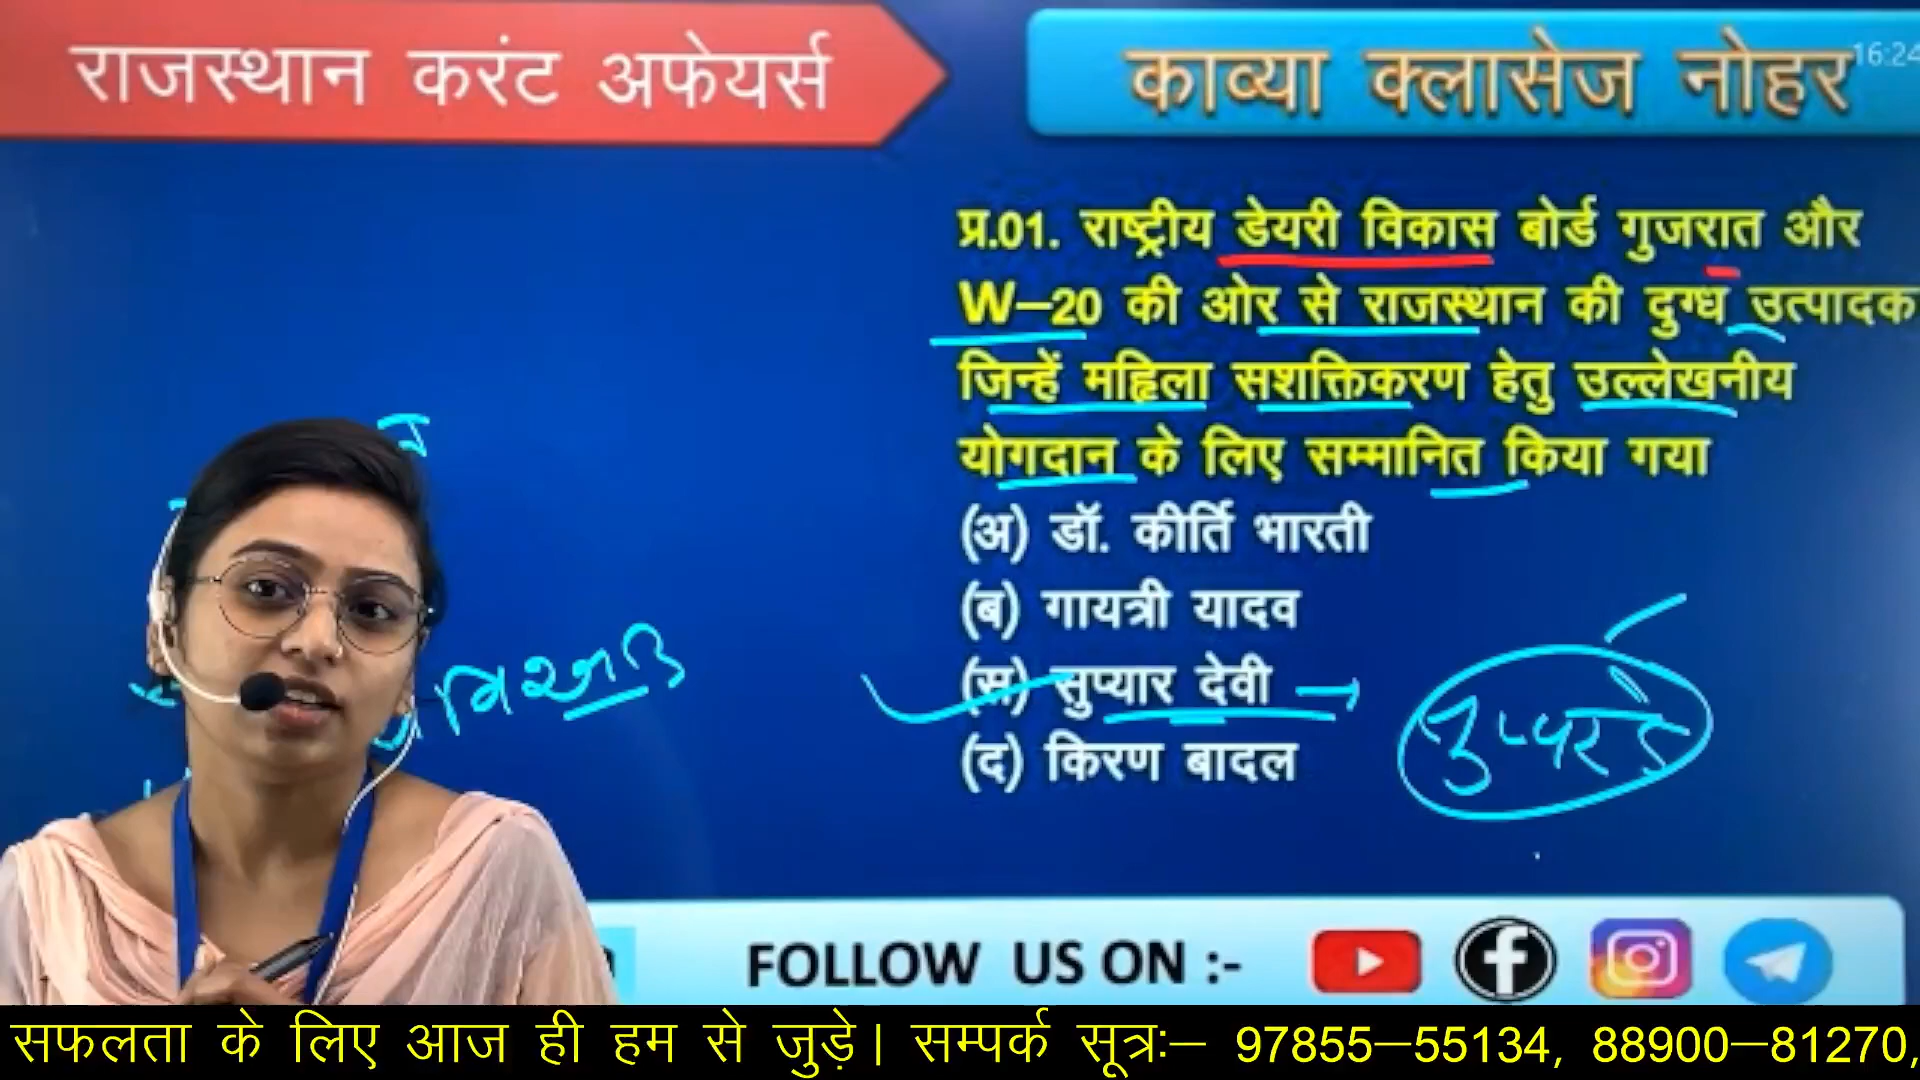 राजस्थान करंट अफेयर्स
काव्या क्लासेज नोहर
16:24
प्र.01. राष्ट्रीय डेयरी विकास बोर्ड गुजरात और
W–20 की ओर से राजस्थान की दुग्ध उत्पादक
जिन्हें महिला सशक्तिकरण हेतु उल्लेखनीय
योगदान के लिए सम्मानित किया गया
(अ) डॉ. कीर्ति भारती
(ब) गायत्री यादव
(स) सुप्यार देवी
(द) किरण बादल
FOLLOW US ON :-
सफलता के लिए आज ही हम से जुड़े। सम्पर्क सूत्रः– 97855–55134, 88900–81270,